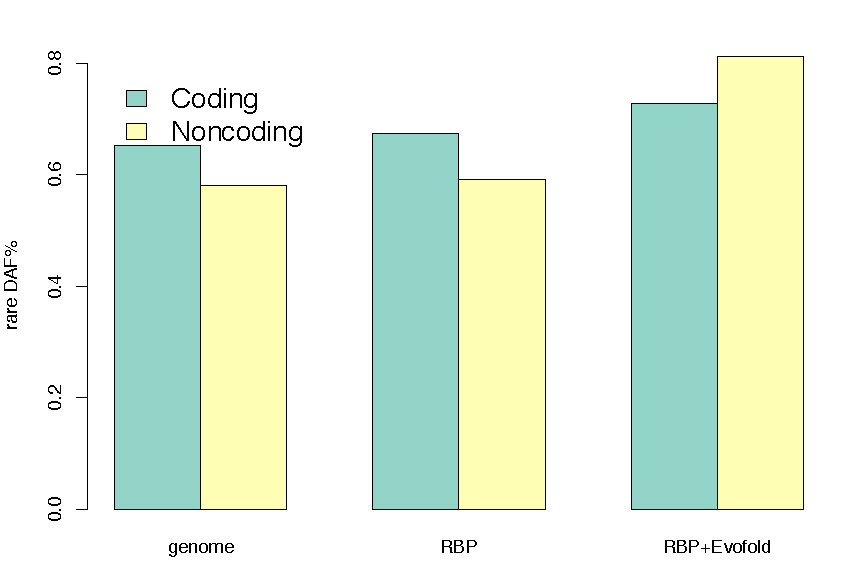 rare DAF%
0.8
0.6
0.4
0.2
0.0
Coding
Noncoding
genome
RBP
RBP+Evofold